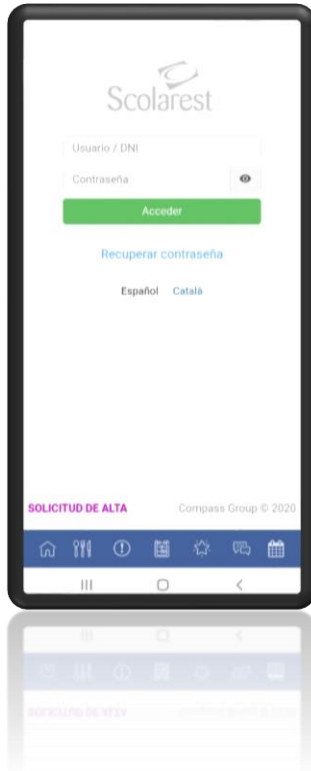 Scolarest
Usuario / DNI
Contraseña
Acceder
Recuperar contraseña
Español Català
SOLICITUD DE ALTA Compass Group © 2020